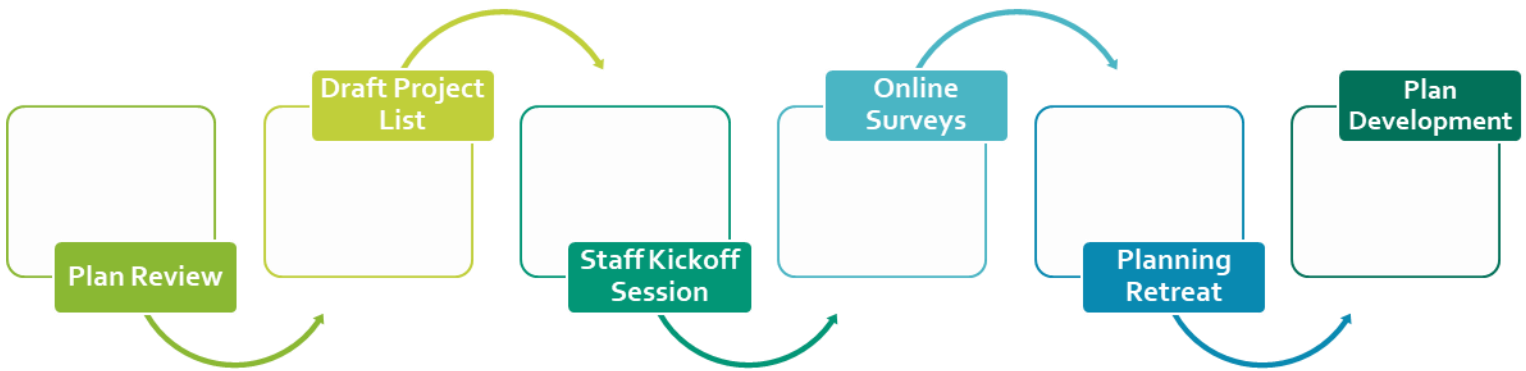 Plan Review
Draft Project
List
Staff Kickoff
Session
Online
Surveys
Planning
Retreat
Plan
Development